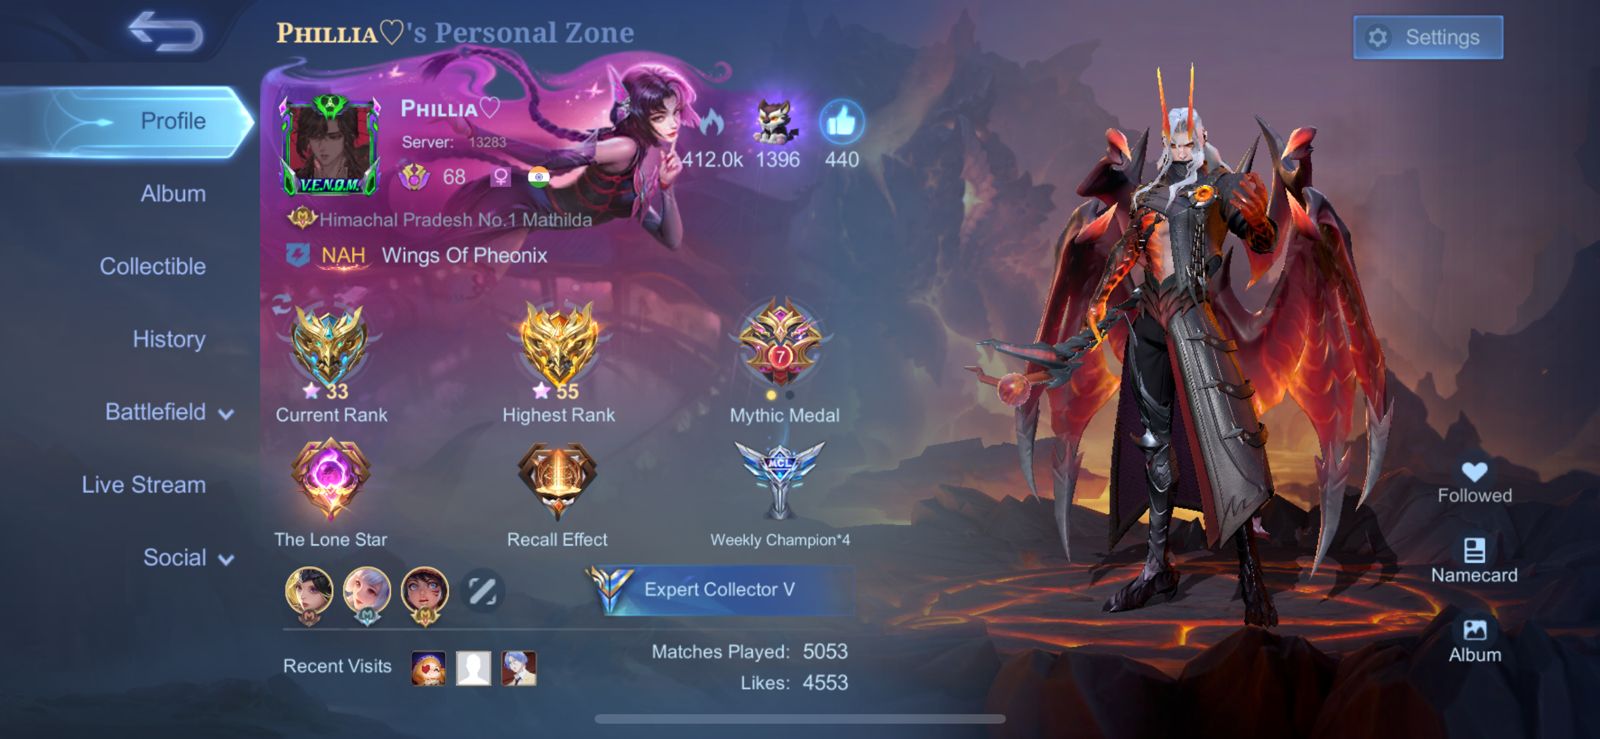 PHILLIA♡'s Personal Zone
Settings
Profile
Album
Collectible
History
Battlefield
Live Stream
Social
V.E.N.O.M.
PHILLIA♡
Server: 13283
68
412.0k 1396 440
Himachal Pradesh No.1 Mathilda
NAH Wings Of Pheonix
33
Current Rank
55
Highest Rank
7
Mythic Medal
The Lone Star
Recall Effect
MCL
Weekly Champion*4
Expert Collector V
Recent Visits
Matches Played: 5053
Likes: 4553
Followed
Namecard
Album